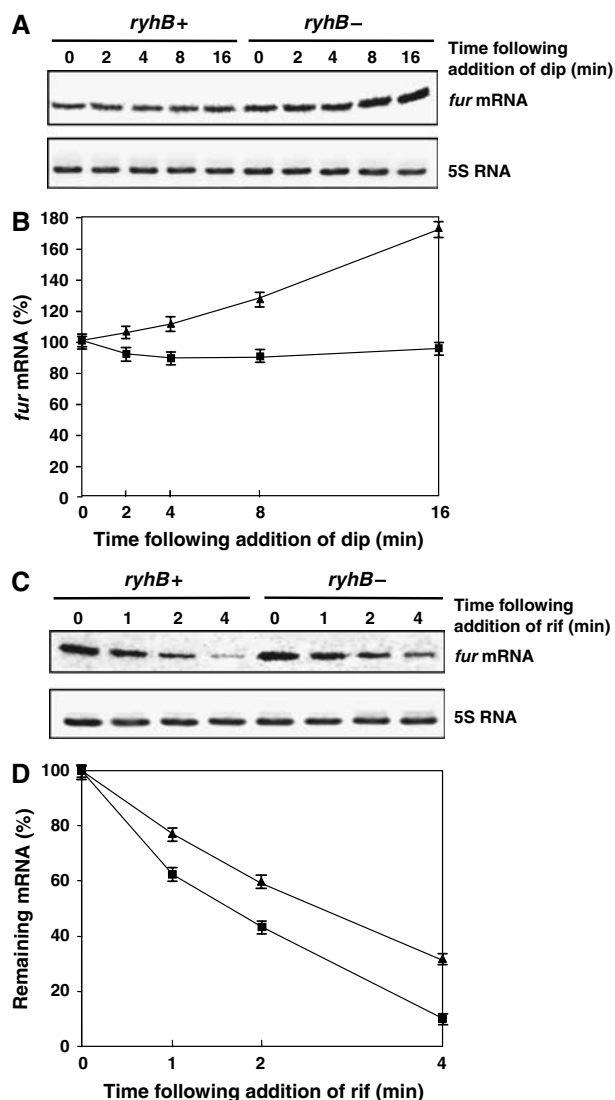 A
ryhB+ ryhB–
0 2 4 8 16 0 2 4 8 16 Time following
addition of dip (min)
fur mRNA
5S RNA
B
180
160
140
120
100
80
60
40
20
0
fur mRNA (%)
0 2 4 8 16
Time following addition of dip (min)
C
ryhB+ ryhB–
0 1 2 4 0 1 2 4 Time following
addition of rif (min)
fur mRNA
5S RNA
D
100
80
60
40
20
0
Remaining mRNA (%)
0 1 2 4
Time following addition of rif (min)